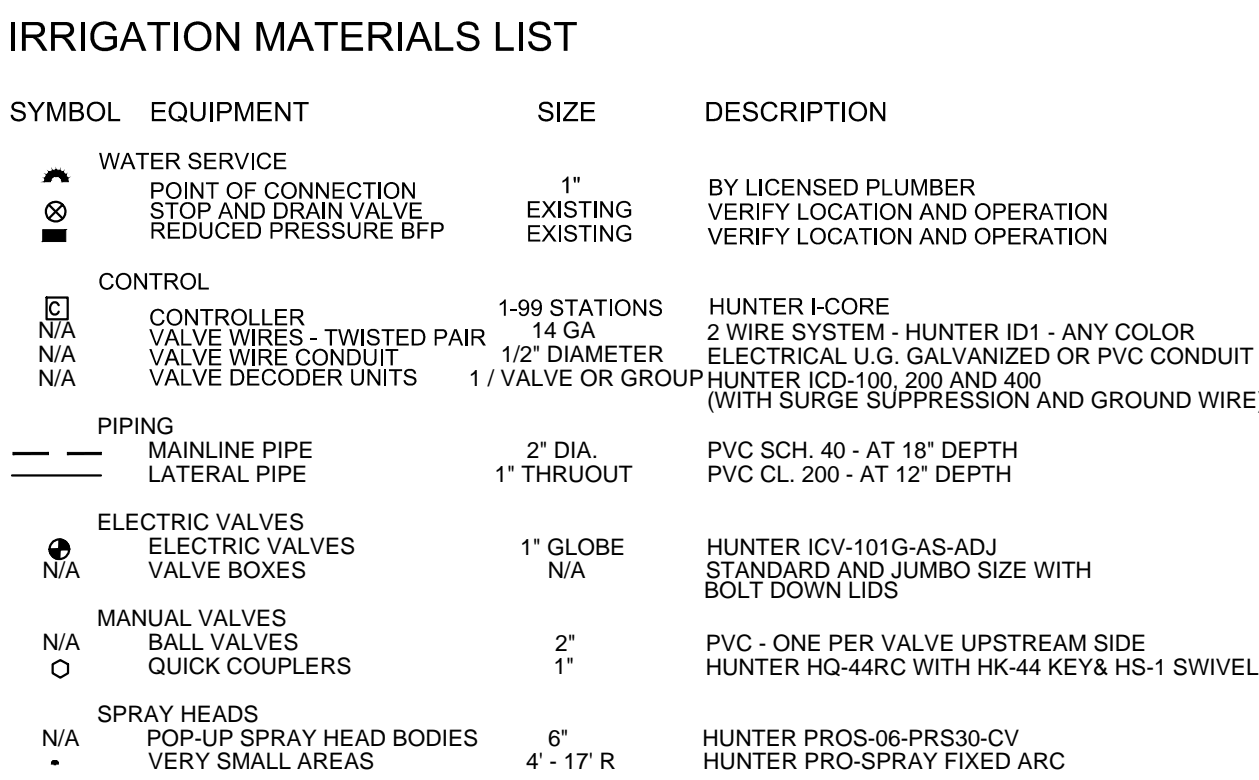 IRRIGATION MATERIALS LIST
SYMBOL EQUIPMENT SIZE DESCRIPTION
WATER SERVICE
POINT OF CONNECTION 1" BY LICENSED PLUMBER
STOP AND DRAIN VALVE EXISTING VERIFY LOCATION AND OPERATION
REDUCED PRESSURE BFP EXISTING VERIFY LOCATION AND OPERATION
CONTROL
C CONTROLLER 1-99 STATIONS HUNTER I-CORE
N/A VALVE WIRES - TWISTED PAIR 14 GA 2 WIRE SYSTEM - HUNTER ID1 - ANY COLOR
N/A VALVE WIRE CONDUIT 1/2" DIAMETER ELECTRICAL U.G. GALVANIZED OR PVC CONDUIT
N/A VALVE DECODER UNITS 1 / VALVE OR GROUP HUNTER ICD-100, 200 AND 400
(WITH SURGE SUPPRESSION AND GROUND WIRE)
PIPING
MAINLINE PIPE 2" DIA. PVC SCH. 40 - AT 18" DEPTH
LATERAL PIPE 1" THRUOUT PVC CL. 200 - AT 12" DEPTH
ELECTRIC VALVES
ELECTRIC VALVES 1" GLOBE HUNTER ICV-101G-AS-ADJ
N/A VALVE BOXES N/A STANDARD AND JUMBO SIZE WITH
BOLT DOWN LIDS
MANUAL VALVES
N/A BALL VALVES 2" PVC - ONE PER VALVE UPSTREAM SIDE
QUICK COUPLERS 1" HUNTER HQ-44RC WITH HK-44 KEY& HS-1 SWIVEL
SPRAY HEADS
N/A POP-UP SPRAY HEAD BODIES 6" HUNTER PROS-06-PRS30-CV
VERY SMALL AREAS 4' - 17' R HUNTER PRO-SPRAY FIXED ARC